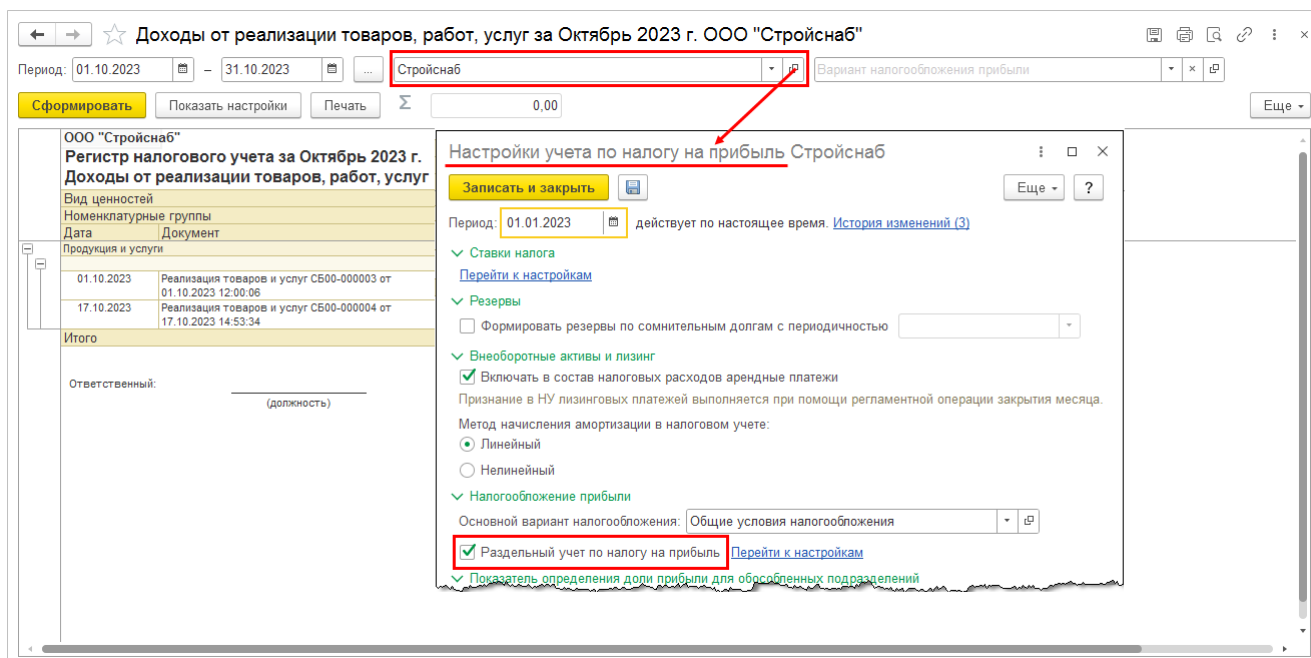 Доходы от реализации товаров, работ, услуг за Октябрь 2023 г. ООО "Стройснаб"
Период: 01.10.2023 – 31.10.2023 ... Стройснаб Вариант налогообложения прибыли
Сформировать Показать настройки Печать Σ 0,00 Еще
ООО "Стройснаб"
Регистр налогового учета за Октябрь 2023 г.
Доходы от реализации товаров, работ, услуг
Вид ценностей
Номенклатурные группы
Дата Документ
Продукция и услуги
01.10.2023 Реализация товаров и услуг СБ00-000003 от
01.10.2023 12:00:06
17.10.2023 Реализация товаров и услуг СБ00-000004 от
17.10.2023 14:53:34
Итого
Ответственный:
(должность)
Настройки учета по налогу на прибыль Стройснаб
Записать и закрыть Еще ?
Период: 01.01.2023 действует по настоящее время. История изменений (3)
Ставки налога
Перейти к настройкам
Резервы
Формировать резервы по сомнительным долгам с периодичностью
Внеоборотные активы и лизинг
Включать в состав налоговых расходов арендные платежи
Признание в НУ лизинговых платежей выполняется при помощи регламентной операции закрытия месяца.
Метод начисления амортизации в налоговом учете:
Линейный
Нелинейный
Налогообложение прибыли
Основной вариант налогообложения: Общие условия налогообложения
Раздельный учет по налогу на прибыль Перейти к настройкам
Показатель определения доли прибыли для обособленных подразделений